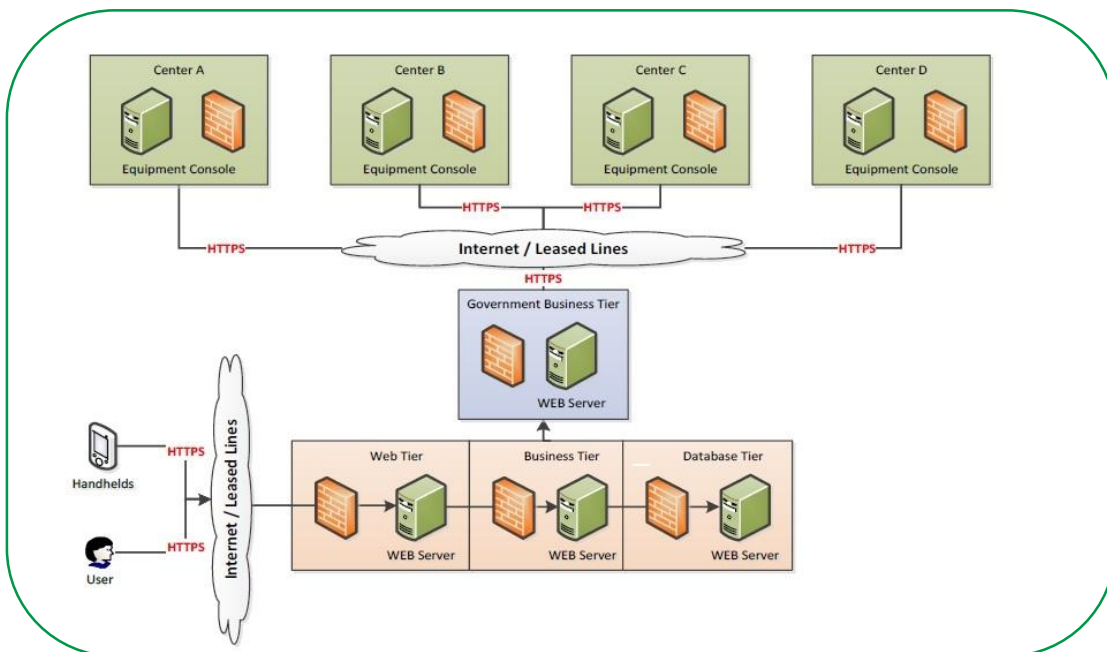 Center A
Center B
Center C
Center D
Equipment Console
Equipment Console
Equipment Console
Equipment Console
HTTPS
HTTPS
HTTPS
HTTPS
Internet / Leased Lines
HTTPS
Government Business Tier
WEB Server
Handhelds
HTTPS
HTTPS
User
Internet / Leased Lines
Web Tier
Business Tier
Database Tier
WEB Server
WEB Server
WEB Server